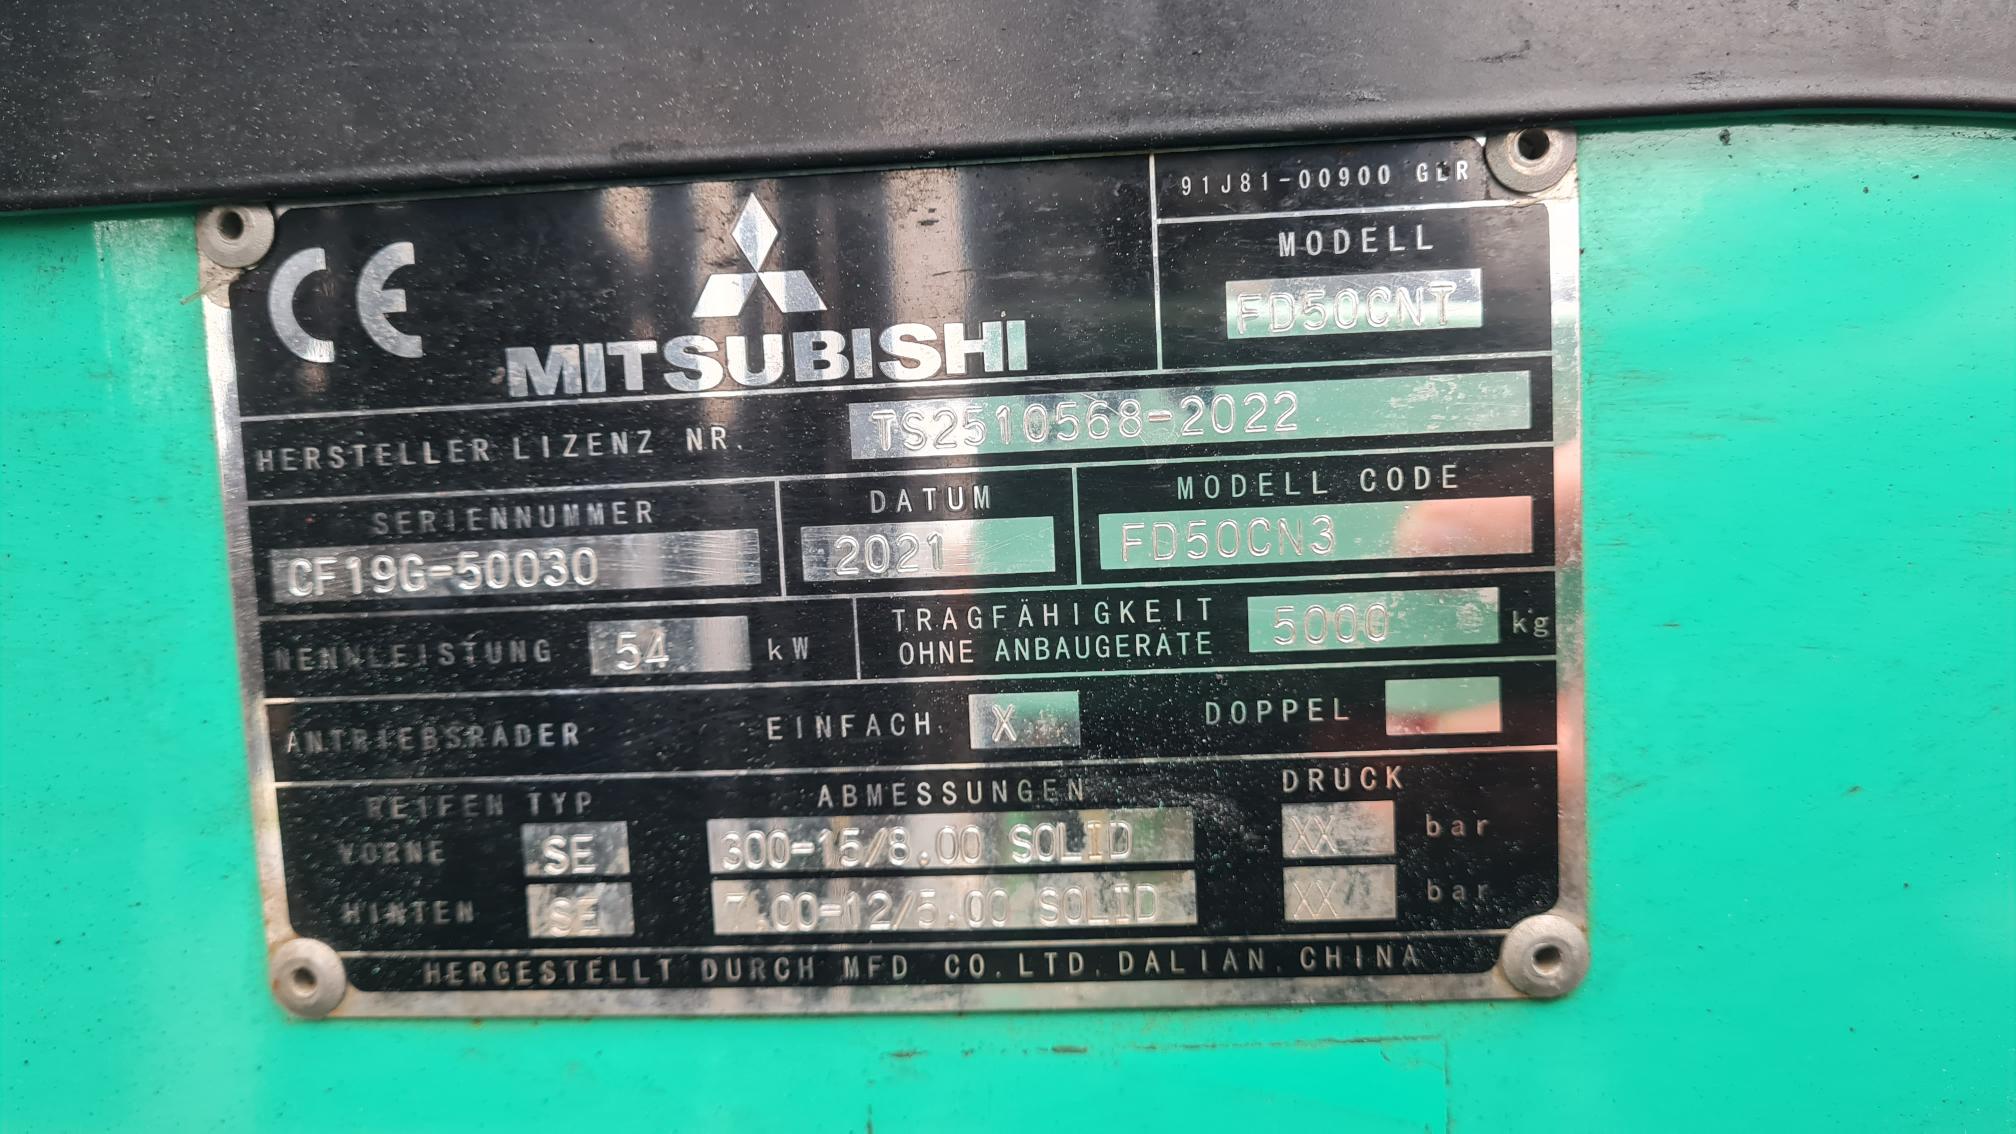 91J81-00900 GER
CE
MITSUBISHI
MODELL
FD50CNT
HERSTELLER LIZENZ NR. TS2510568-2022
SERIENNUMMER DATUM MODELL CODE
CF19G-50030 2021 FD50CN3
NENNLEISTUNG 54 kW TRAGFÄHIGKEIT
OHNE ANBAUGERÄTE 5000 kg
ANTRIEBSRÄDER EINFACH X DOPPEL
REIFEN TYP ABMESSUNGEN DRUCK
VORNE SE 300-15/8.00 SOLID XX bar
HINTEN SE 7.00-12/5.00 SOLID XX bar
HERGESTELLT DURCH MFD CO.LTD.DALIAN.CHINA